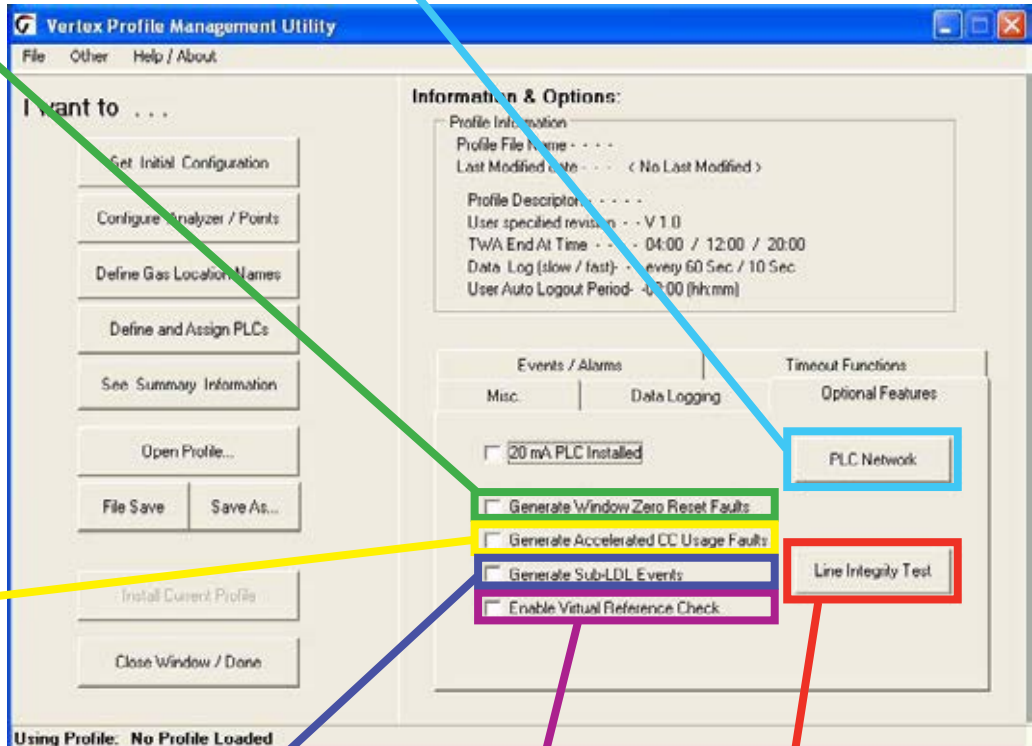 Vertex Profile Management Utility
File Other Help / About
I want to . . .
Set Initial Configuration
Configure Analyzer / Points
Define Gas Location Names
Define and Assign PLCs
See Summary Information
Open Profile...
File Save Save As...
Install Current Profile
Close Window / Done
Information & Options:
Profile Information
Profile File Name - - - -
Last Modified date - - - < No Last Modified >
Profile Descriptor - - - - -
User specified revision - - V 1.0
TWA End At Time - - - - 04:00 / 12:00 / 20:00
Data Log (slow / fast)- - every 60 Sec / 10 Sec
User Auto Logout Period- (hh:mm)
Events / Alarms Timeout Functions
Misc. Data Logging Optional Features
20 mA PLC Installed
PLC Network
Generate Window Zero Reset Faults
Generate Accelerated CC Usage Faults
Generate Sub-LDL Events
Enable Virtual Reference Check
Line Integrity Test
Using Profile: No Profile Loaded